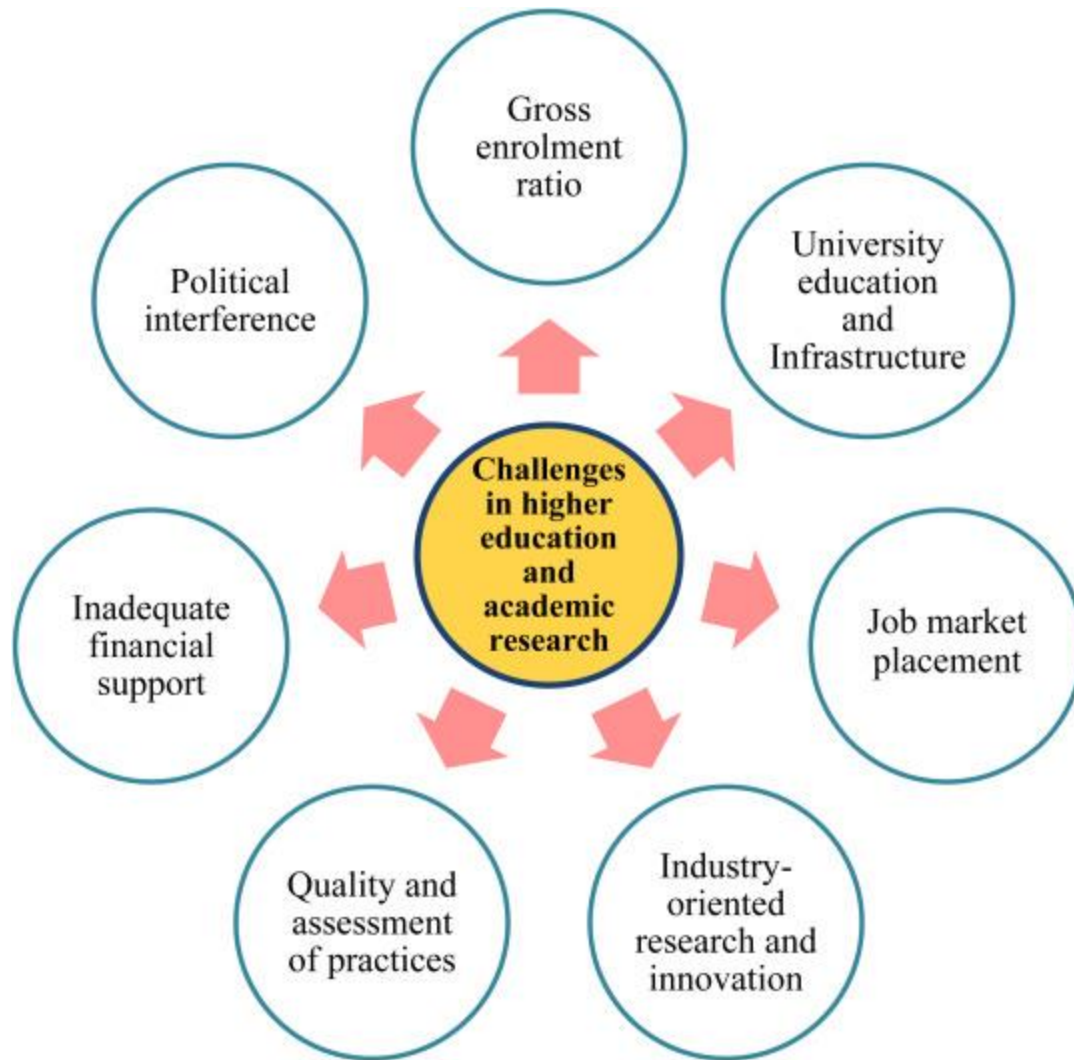 Gross
enrolment
ratio
University
education
and
Infrastructure
Political
interference
Challenges
in higher
education
and
academic
research
Job market
placement
Inadequate
financial
support
Industry-
oriented
research and
innovation
Quality and
assessment
of practices